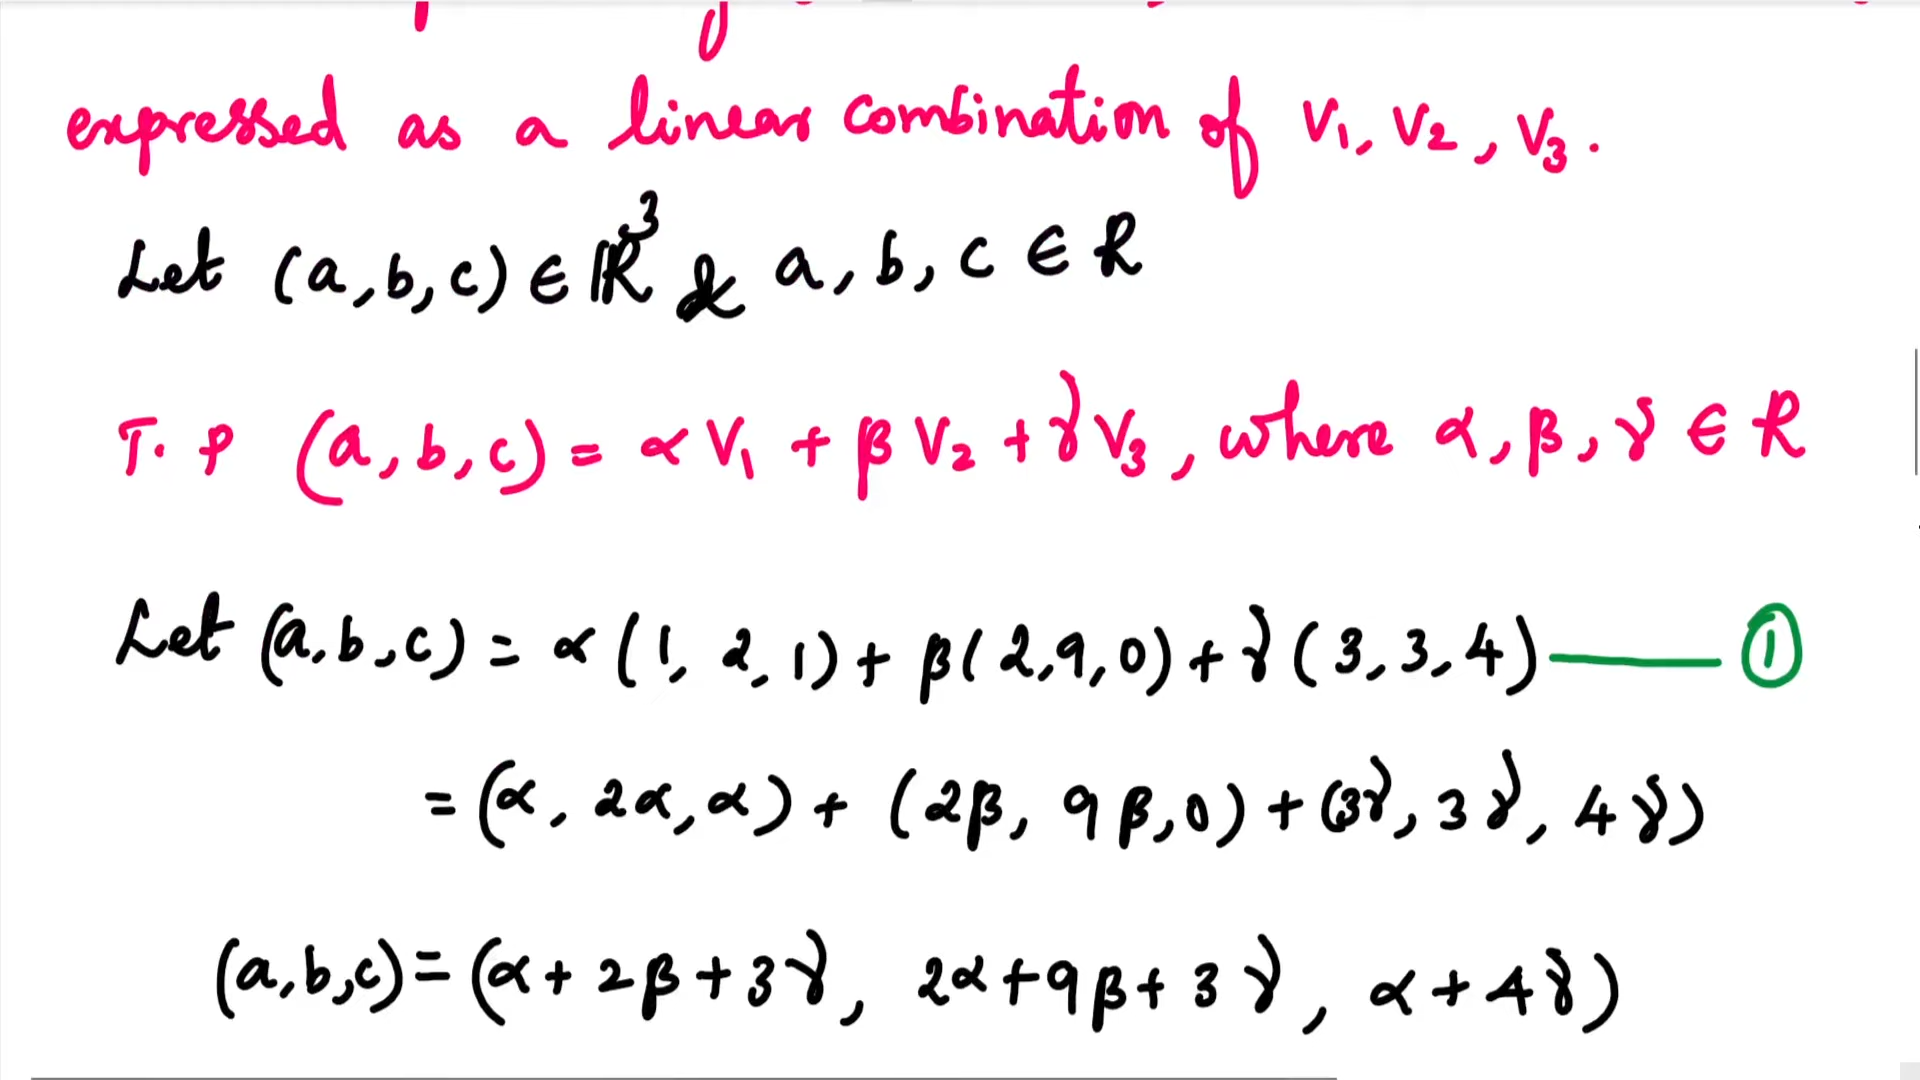 expressed as a linear combination of V₁, V₂, V₃.
Let (a,b,c) ∈ ℝ³ & a, b, c ∈ R
T. P (a,b,c) = αV₁ + βV₂ + γV₃, where α, β, γ ∈ R
Let (a,b,c) = α(1, 2, 1) + β(2,9,0) + γ(3,3,4) —— ①
= (α, 2α, α) + (2β, 9β, 0) + (3γ, 3γ, 4γ)
(a,b,c) = (α + 2β + 3γ, 2α + 9β + 3γ, α + 4γ)